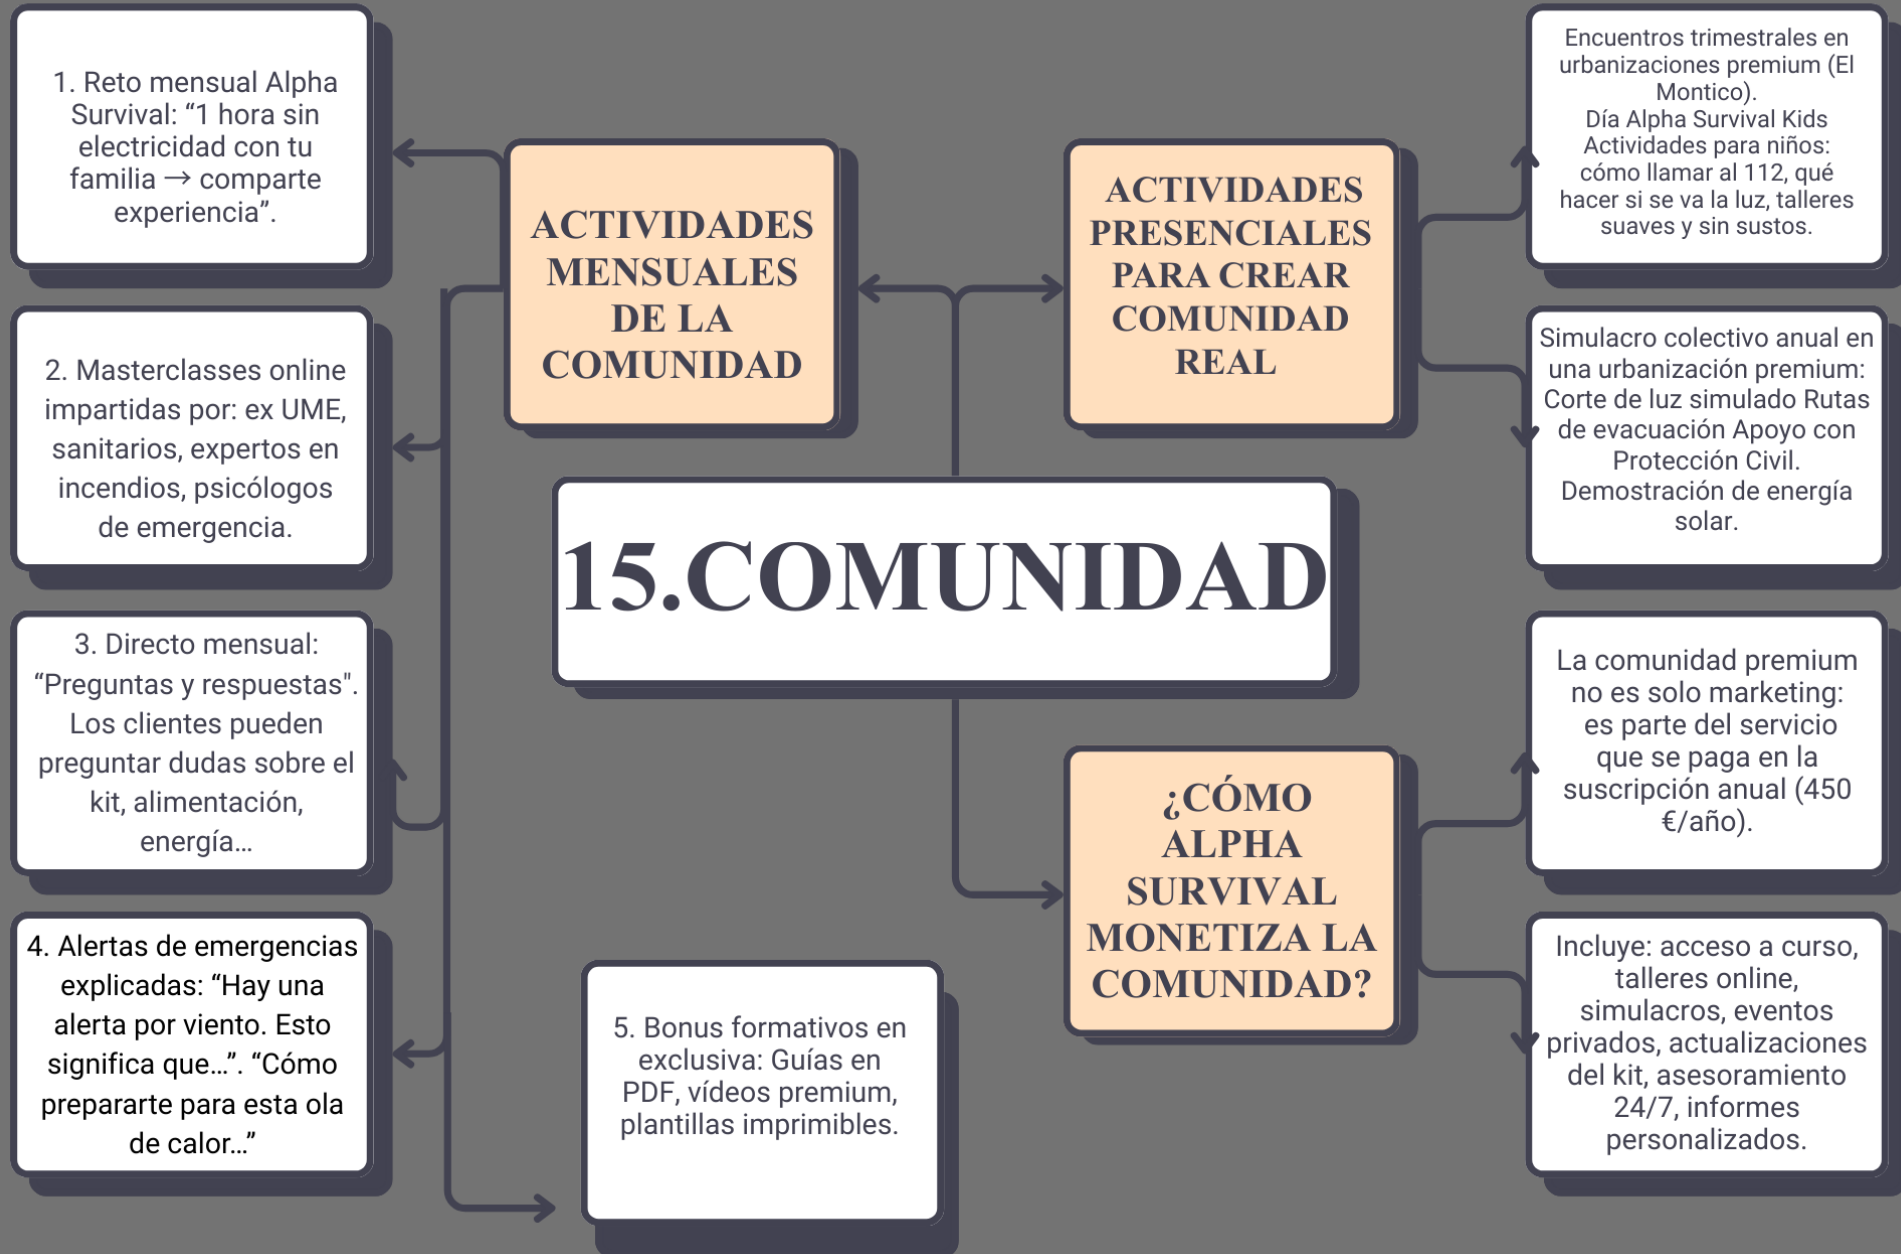 1. Reto mensual Alpha
Survival: “1 hora sin
electricidad con tu
familia → comparte
experiencia”.
2. Masterclasses online
impartidas por: ex UME,
sanitarios, expertos en
incendios, psicólogos
de emergencia.
3. Directo mensual:
“Preguntas y respuestas".
Los clientes pueden
preguntar dudas sobre el
kit, alimentación,
energía…
4. Alertas de emergencias
explicadas: “Hay una
alerta por viento. Esto
significa que…”. “Cómo
prepararte para esta ola
de calor…”
ACTIVIDADES
MENSUALES
DE LA
COMUNIDAD
ACTIVIDADES
PRESENCIALES
PARA CREAR
COMUNIDAD
REAL
15.COMUNIDAD
¿CÓMO
ALPHA
SURVIVAL
MONETIZA LA
COMUNIDAD?
5. Bonus formativos en
exclusiva: Guías en
PDF, vídeos premium,
plantillas imprimibles.
Encuentros trimestrales en
urbanizaciones premium (El
Montico).
Día Alpha Survival Kids
Actividades para niños:
cómo llamar al 112, qué
hacer si se va la luz, talleres
suaves y sin sustos.
Simulacro colectivo anual en
una urbanización premium:
Corte de luz simulado Rutas
de evacuación Apoyo con
Protección Civil.
Demostración de energía
solar.
La comunidad premium
no es solo marketing:
es parte del servicio
que se paga en la
suscripción anual (450
€/año).
Incluye: acceso a curso,
talleres online,
simulacros, eventos
privados, actualizaciones
del kit, asesoramiento
24/7, informes
personalizados.